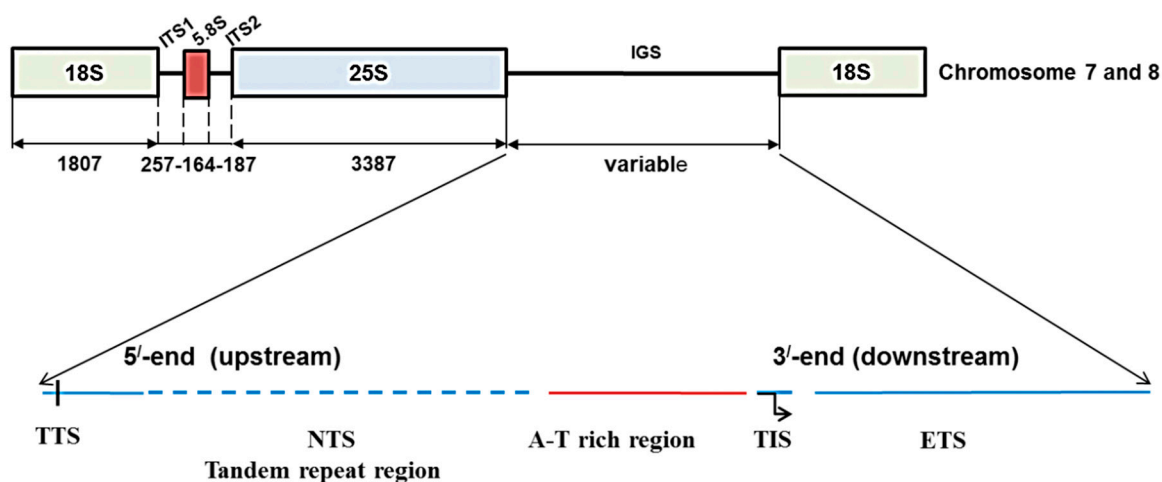 ITS1 5.8S ITS2
18S 25S IGS 18S Chromosome 7 and 8
1807 257-164-187 3387 variable
5/-end (upstream) 3/-end (downstream)
TTS NTS A-T rich region TIS ETS
Tandem repeat region